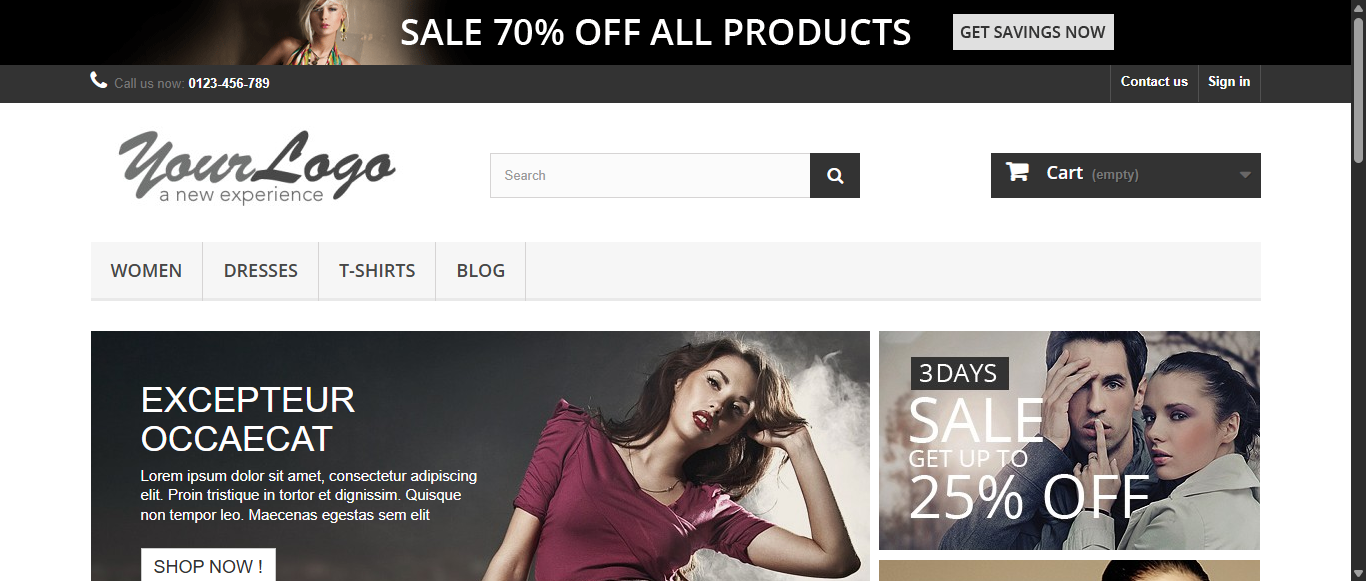 SALE 70% OFF ALL PRODUCTS
GET SAVINGS NOW
Call us now: 0123-456-789
Contact us
Sign in
YourLogo
a new experience
Search
Cart (empty)
WOMEN
DRESSES
T-SHIRTS
BLOG
EXCEPTEUR
OCCAECAT
Lorem ipsum dolor sit amet, consectetur adipiscing
elit. Proin tristique in tortor et dignissim. Quisque
non tempor leo. Maecenas egestas sem elit
SHOP NOW !
3 DAYS
SALE
GET UP TO
25% OFF